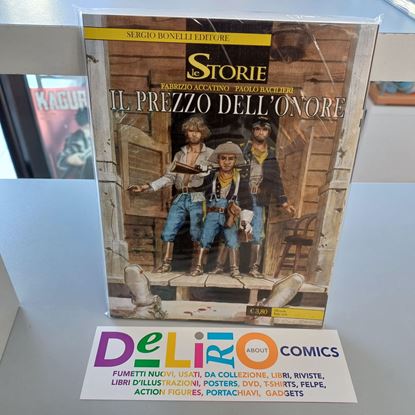 SERGIO BONELLI EDITORE
le STORIE
FABRIZIO ACCATINO PAOLO BACILIERI
IL PREZZO DELL'ONORE
KAGUR
€ 3,80
DeLiRiO ABOUT COMICS
FUMETTI NUOVI, USATI, DA COLLEZIONE, LIBRI, RIVISTE,
LIBRI D'ILLUSTRAZIONI, POSTERS, DVD, T-SHIRTS, FELPE,
ACTION FIGURES, PORTACHIAVI, GADGETS